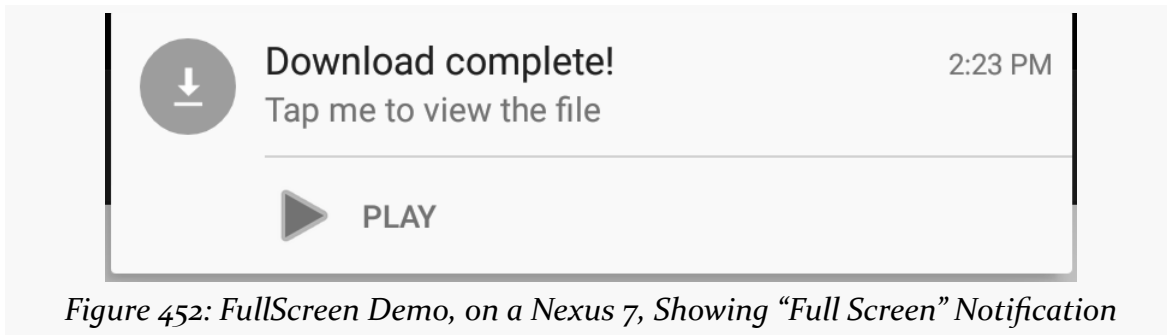 Download complete!
2:23 PM
Tap me to view the file
PLAY
Figure 452: FullScreen Demo, on a Nexus 7, Showing “Full Screen” Notification